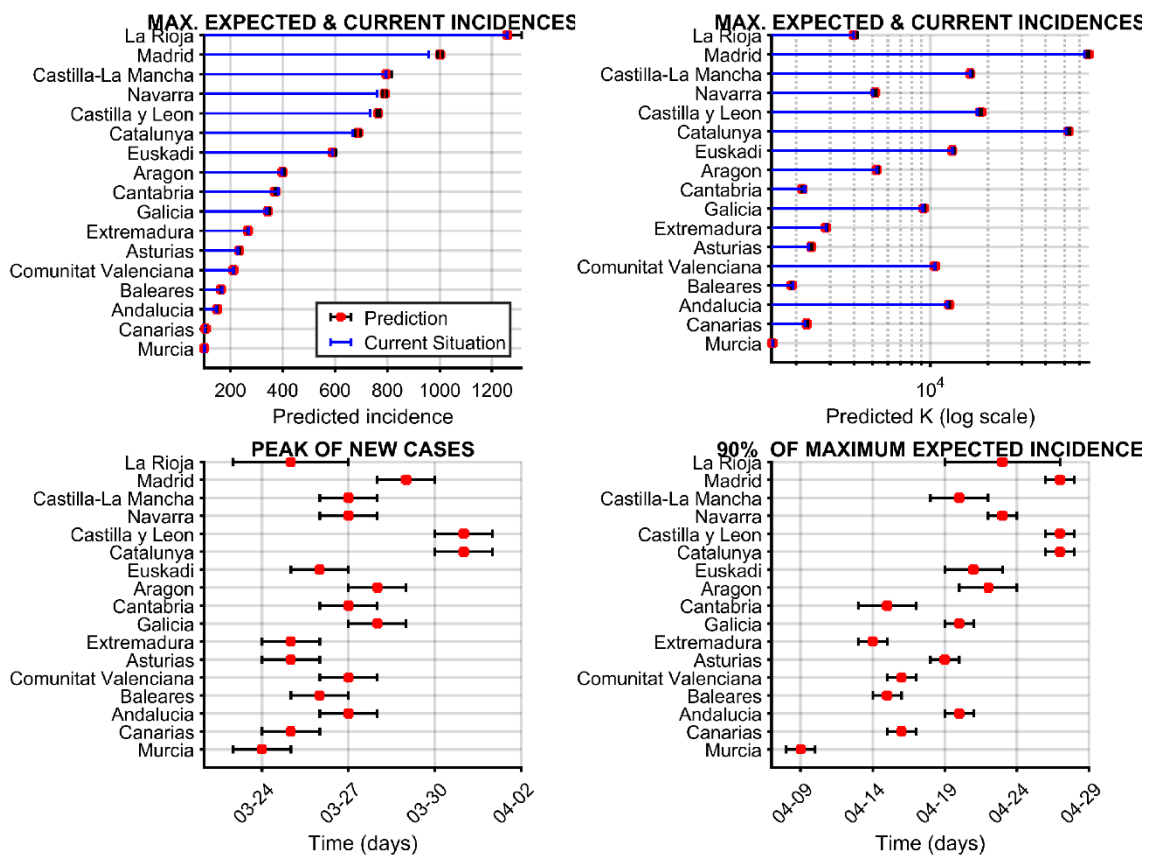 MAX. EXPECTED & CURRENT INCIDENCES
La Rioja
Madrid
Castilla-La Mancha
Navarra
Castilla y Leon
Catalunya
Euskadi
Aragon
Cantabria
Galicia
Extremadura
Asturias
Comunitat Valenciana
Baleares
Andalucia
Canarias
Murcia
Prediction
Current Situation
200 400 600 800 1000 1200
Predicted incidence
MAX. EXPECTED & CURRENT INCIDENCES
La Rioja
Madrid
Castilla-La Mancha
Navarra
Castilla y Leon
Catalunya
Euskadi
Aragon
Cantabria
Galicia
Extremadura
Asturias
Comunitat Valenciana
Baleares
Andalucia
Canarias
Murcia
10^4
Predicted K (log scale)
PEAK OF NEW CASES
La Rioja
Madrid
Castilla-La Mancha
Navarra
Castilla y Leon
Catalunya
Euskadi
Aragon
Cantabria
Galicia
Extremadura
Asturias
Comunitat Valenciana
Baleares
Andalucia
Canarias
Murcia
03-24 03-27 03-30 04-02
Time (days)
90% OF MAXIMUM EXPECTED INCIDENCE
La Rioja
Madrid
Castilla-La Mancha
Navarra
Castilla y Leon
Catalunya
Euskadi
Aragon
Cantabria
Galicia
Extremadura
Asturias
Comunitat Valenciana
Baleares
Andalucia
Canarias
Murcia
04-09 04-14 04-19 04-24 04-29
Time (days)